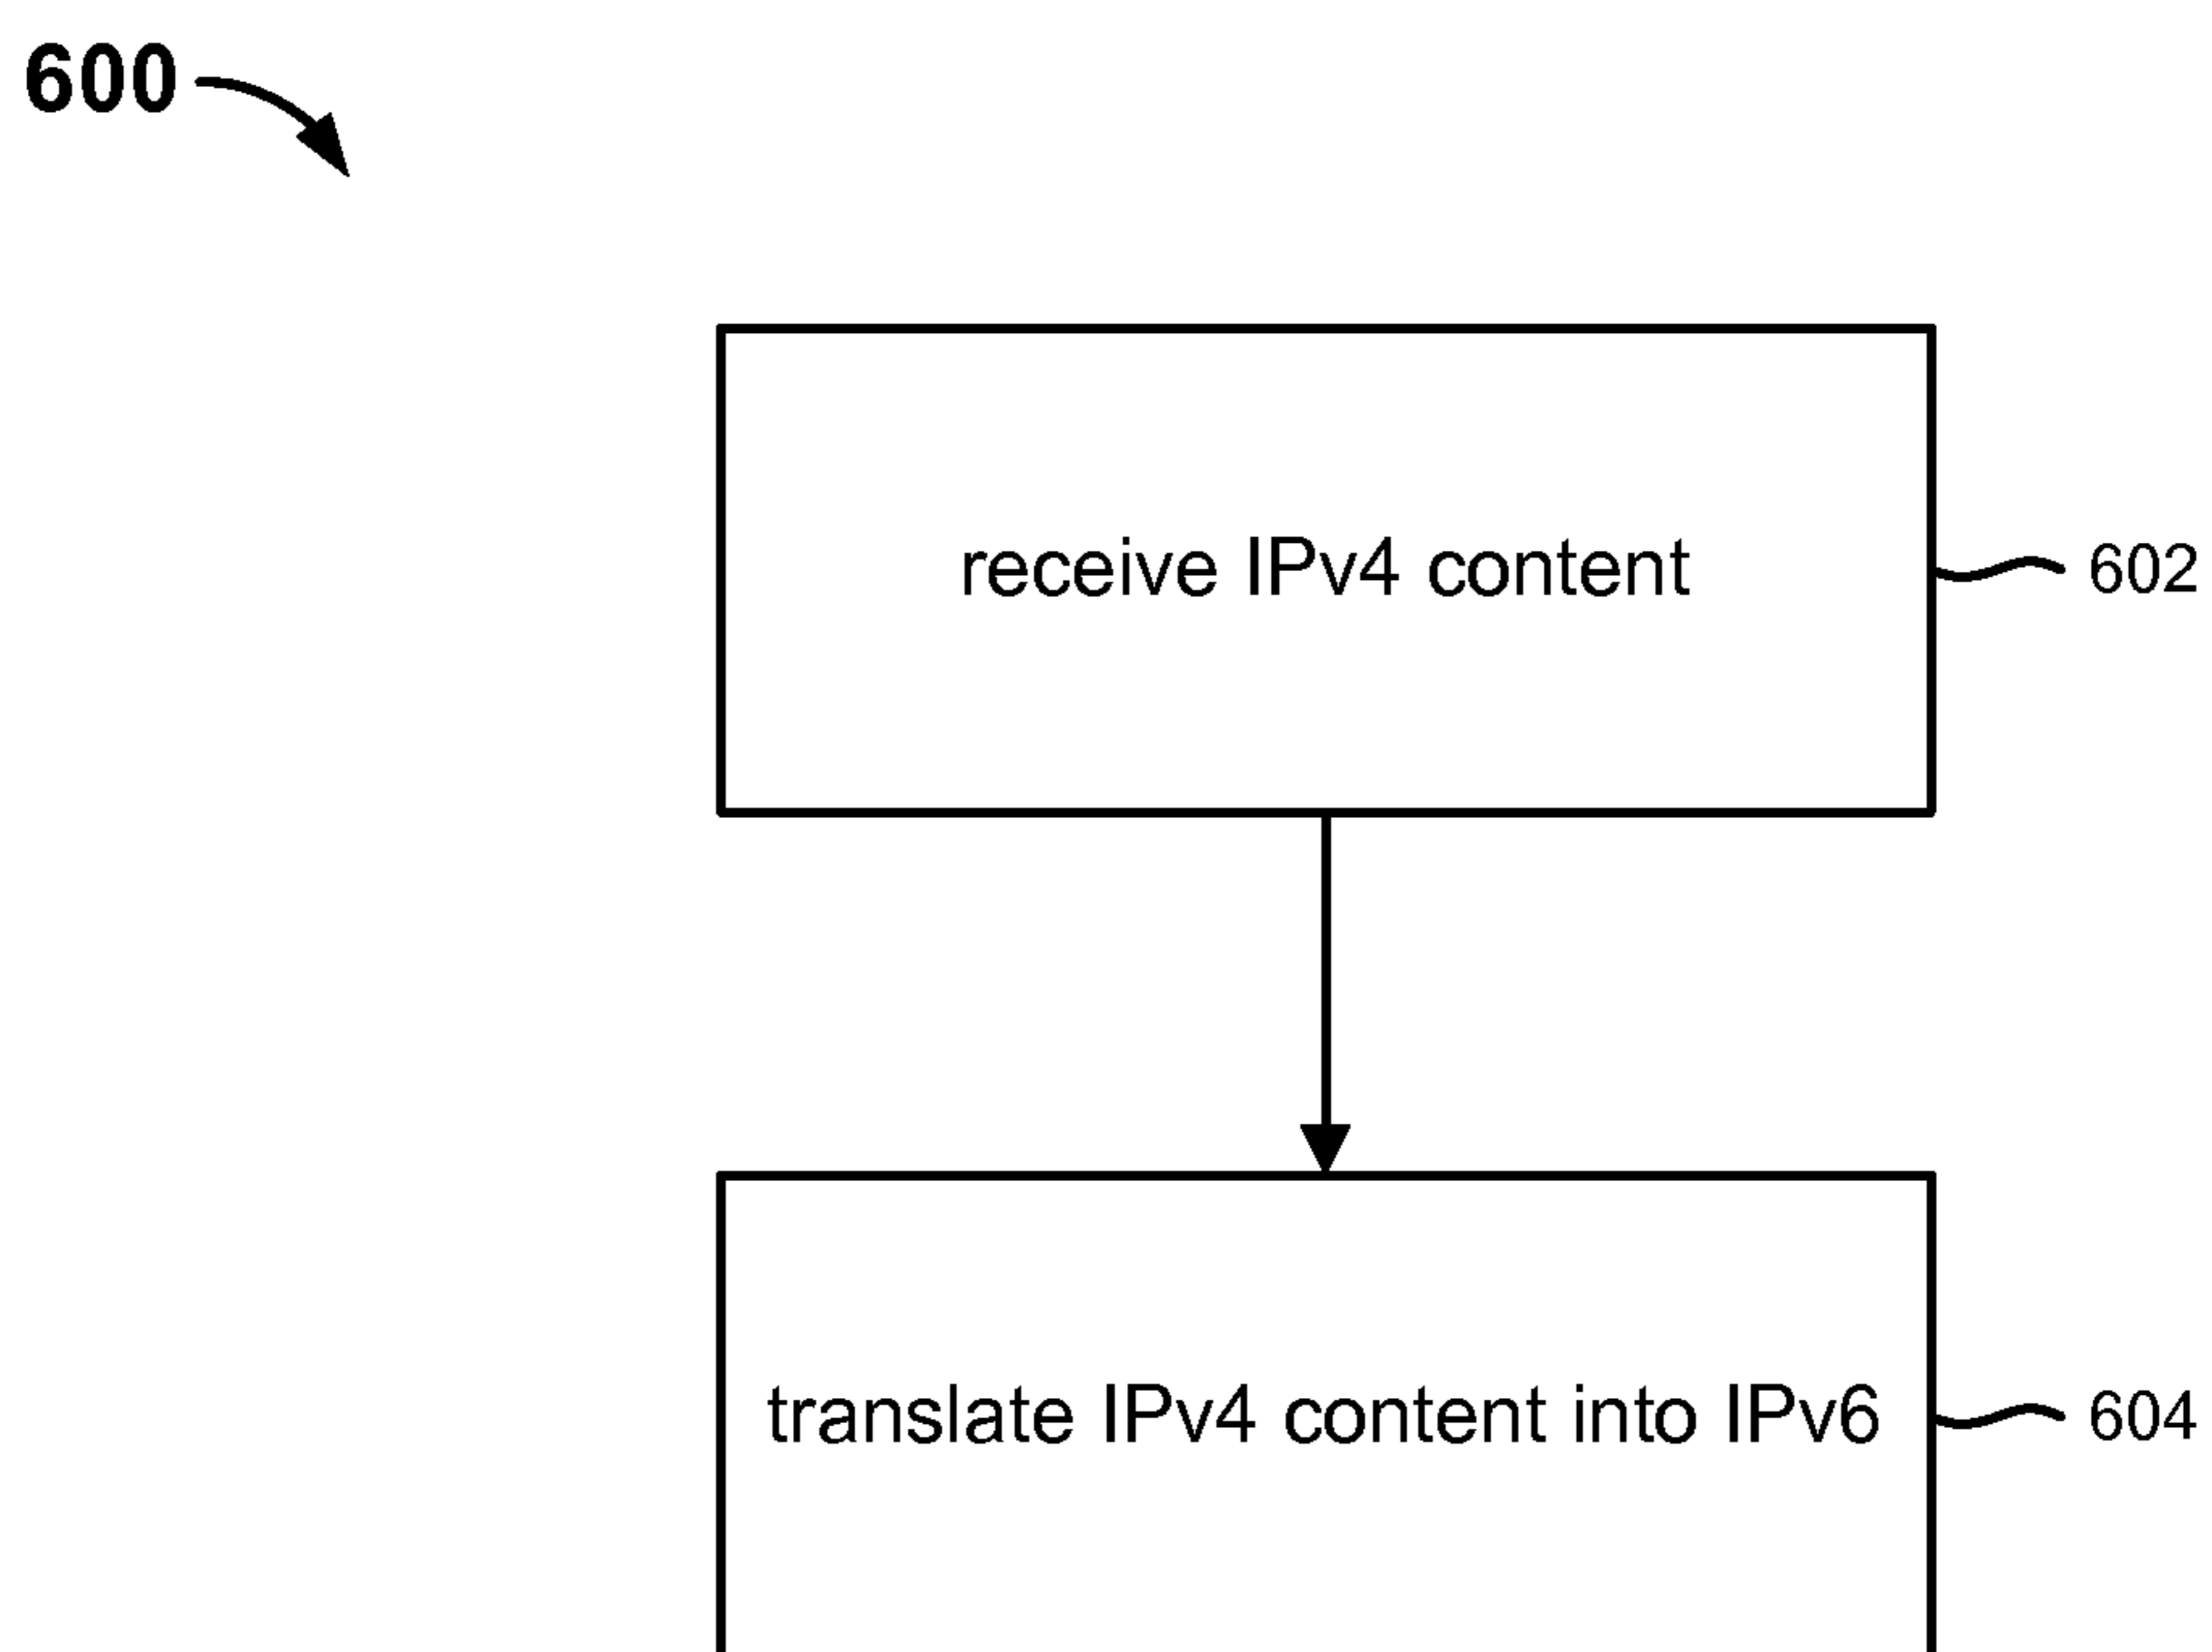 600
receive IPv4 content
602
translate IPv4 content into IPv6
604